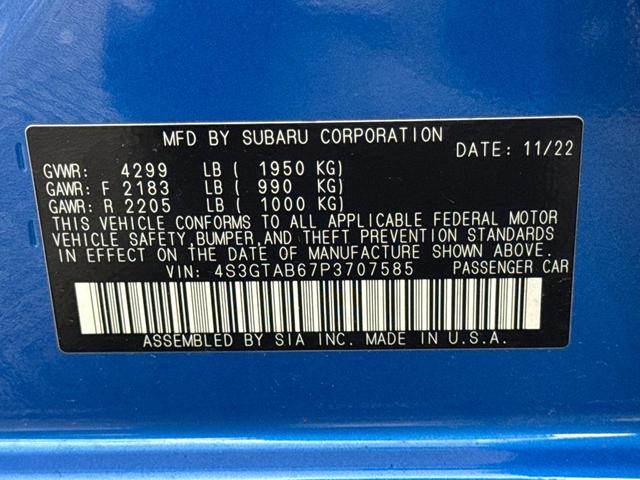 MFD BY SUBARU CORPORATION
DATE: 11/22
GVWR: 4299 LB ( 1950 KG)
GAWR: F 2183 LB ( 990 KG)
GAWR: R 2205 LB ( 1000 KG)
THIS VEHICLE CONFORMS TO ALL APPLICABLE FEDERAL MOTOR
VEHICLE SAFETY, BUMPER, AND THEFT PREVENTION STANDARDS
IN EFFECT ON THE DATE OF MANUFACTURE SHOWN ABOVE.
VIN: 4S3GTAB67P3707585 PASSENGER CAR
ASSEMBLED BY SIA INC. MADE IN U.S.A.